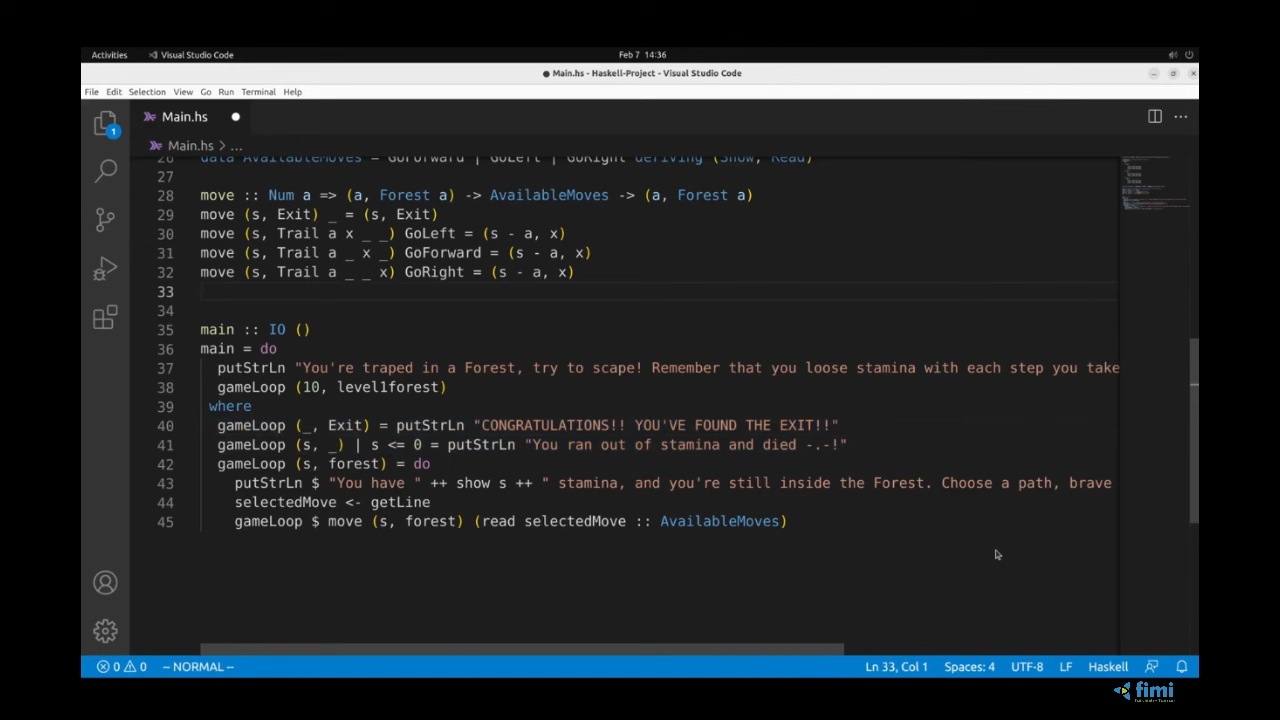 Activities Visual Studio Code Feb 7 14:36
● Main.hs - Haskell-Project - Visual Studio Code
File Edit Selection View Go Run Terminal Help
Main.hs
Main.hs > ...
1
26 data AvailableMoves = GoForward | GoLeft | GoRight deriving (Show, Read)
27
28 move :: Num a => (a, Forest a) -> AvailableMoves -> (a, Forest a)
29 move (s, Exit) _ = (s, Exit)
30 move (s, Trail a x _ _) GoLeft = (s - a, x)
31 move (s, Trail a _ x _) GoForward = (s - a, x)
32 move (s, Trail a _ _ x) GoRight = (s - a, x)
33
34
35 main :: IO ()
36 main = do
37 putStrLn "You're traped in a Forest, try to scape! Remember that you loose stamina with each step you take
38 gameLoop (10, level1forest)
39 where
40 gameLoop (_, Exit) = putStrLn "CONGRATULATIONS!! YOU'VE FOUND THE EXIT!!"
41 gameLoop (s, _) | s <= 0 = putStrLn "You ran out of stamina and died -.-!"
42 gameLoop (s, forest) = do
43 putStrLn $ "You have " ++ show s ++ " stamina, and you're still inside the Forest. Choose a path, brave
44 selectedMove <- getLine
45 gameLoop $ move (s, forest) (read selectedMove :: AvailableMoves)
0 0 -- NORMAL -- Ln 33, Col 1 Spaces: 4 UTF-8 LF Haskell
fimi